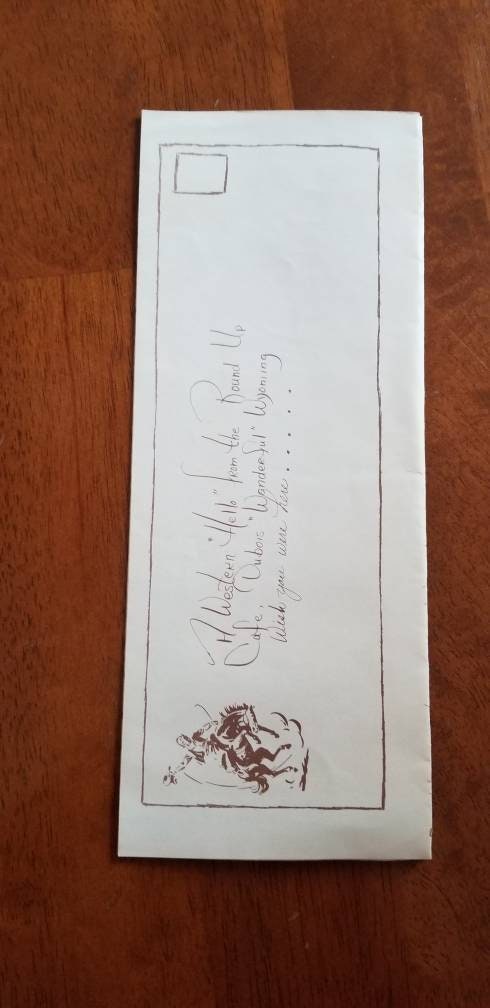 A Western "Hello" from the Round Up
Cafe, Dubois "Wonderful" Wyoming
Wish you were here......